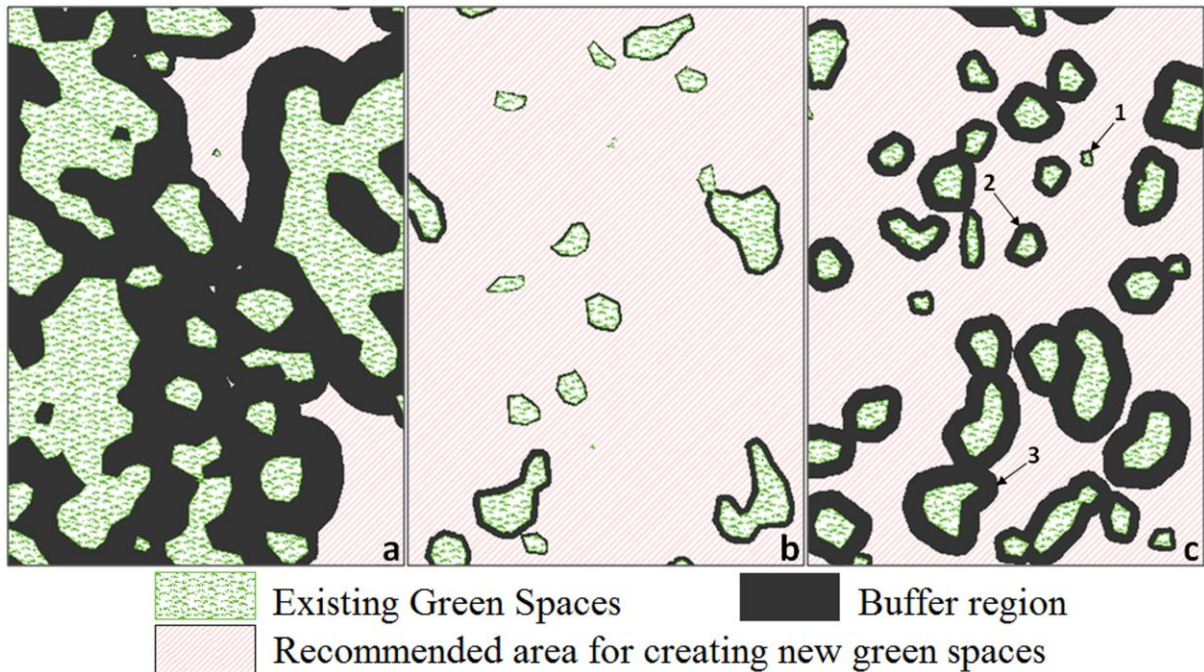 1
2
3
a
b
c
Existing Green Spaces
Buffer region
Recommended area for creating new green spaces